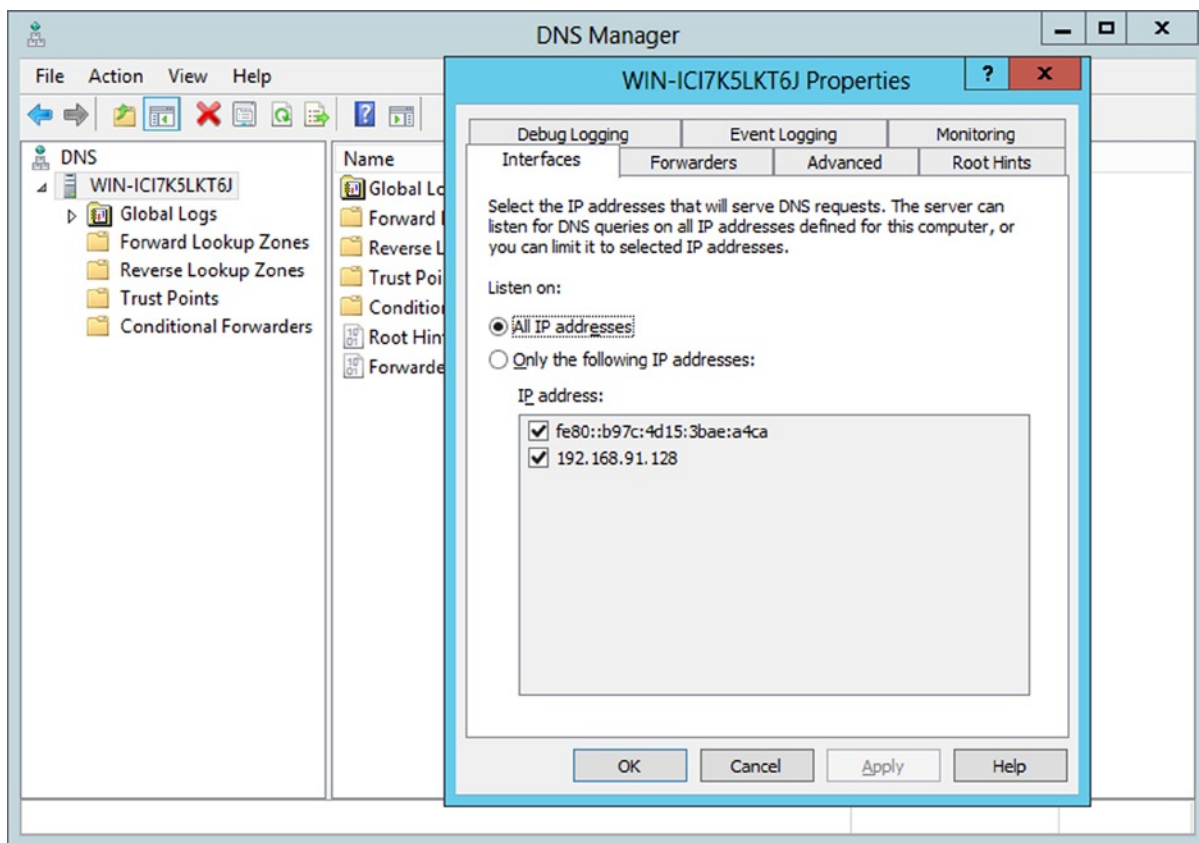 DNS Manager
File Action View Help
DNS
WIN-ICI7K5LKT6J
Global Logs
Forward Lookup Zones
Reverse Lookup Zones
Trust Points
Conditional Forwarders
Name
Global Lo
Forward
Reverse L
Trust Poi
Condition
Root Hin
Forwarde
WIN-ICI7K5LKT6J Properties
Debug Logging Event Logging Monitoring
Interfaces Forwarders Advanced Root Hints
Select the IP addresses that will serve DNS requests. The server can
listen for DNS queries on all IP addresses defined for this computer, or
you can limit it to selected IP addresses.
Listen on:
All IP addresses
Only the following IP addresses:
IP address:
fe80::b97c:4d15:3bae:a4ca
192.168.91.128
OK Cancel Apply Help